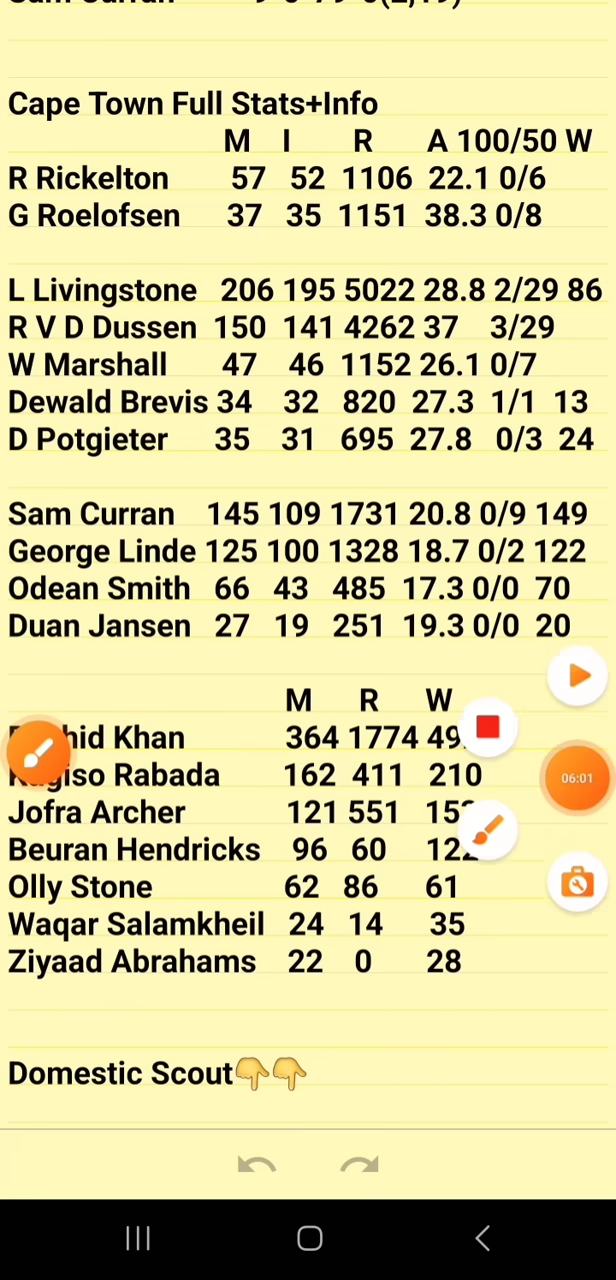 Cape Town Full Stats+Info
M I R A 100/50 W
R Rickelton 57 52 1106 22.1 0/6
G Roelofsen 37 35 1151 38.3 0/8
L Livingstone 206 195 5022 28.8 2/29 86
R V D Dussen 150 141 4262 37 3/29
W Marshall 47 46 1152 26.1 0/7
Dewald Brevis 34 32 820 27.3 1/1 13
D Potgieter 35 31 695 27.8 0/3 24
Sam Curran 145 109 1731 20.8 0/9 149
George Linde 125 100 1328 18.7 0/2 122
Odean Smith 66 43 485 17.3 0/0 70
Duan Jansen 27 19 251 19.3 0/0 20
M R W
Khan 364 1774
Rabada 162 411 210
Jofra Archer 121 551
Beuran Hendricks 96 60
Olly Stone 62 86 61
Waqar Salamkheil 24 14 35
Ziyaad Abrahams 22 0 28
06:01
Domestic Scout👇👇